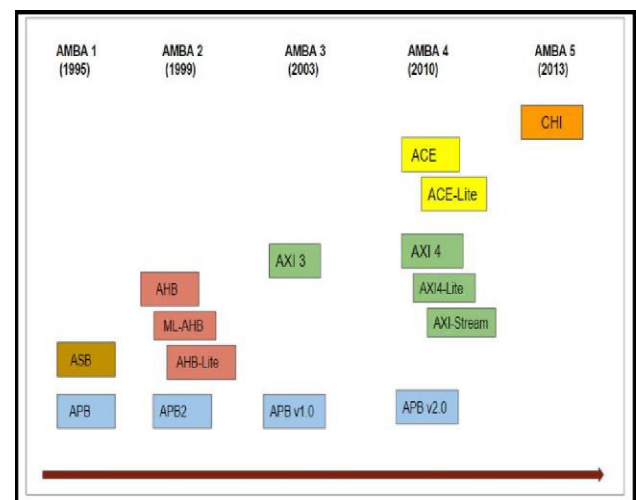 AMBA 1 AMBA 2 AMBA 3 AMBA 4 AMBA 5
(1995) (1999) (2003) (2010) (2013)
CHI
ACE
ACE-Lite
AXI 3 AXI 4
AHB AXI4-Lite
ML-AHB AXI-Stream
ASB AHB-Lite
APB APB2 APB v1.0 APB v2.0